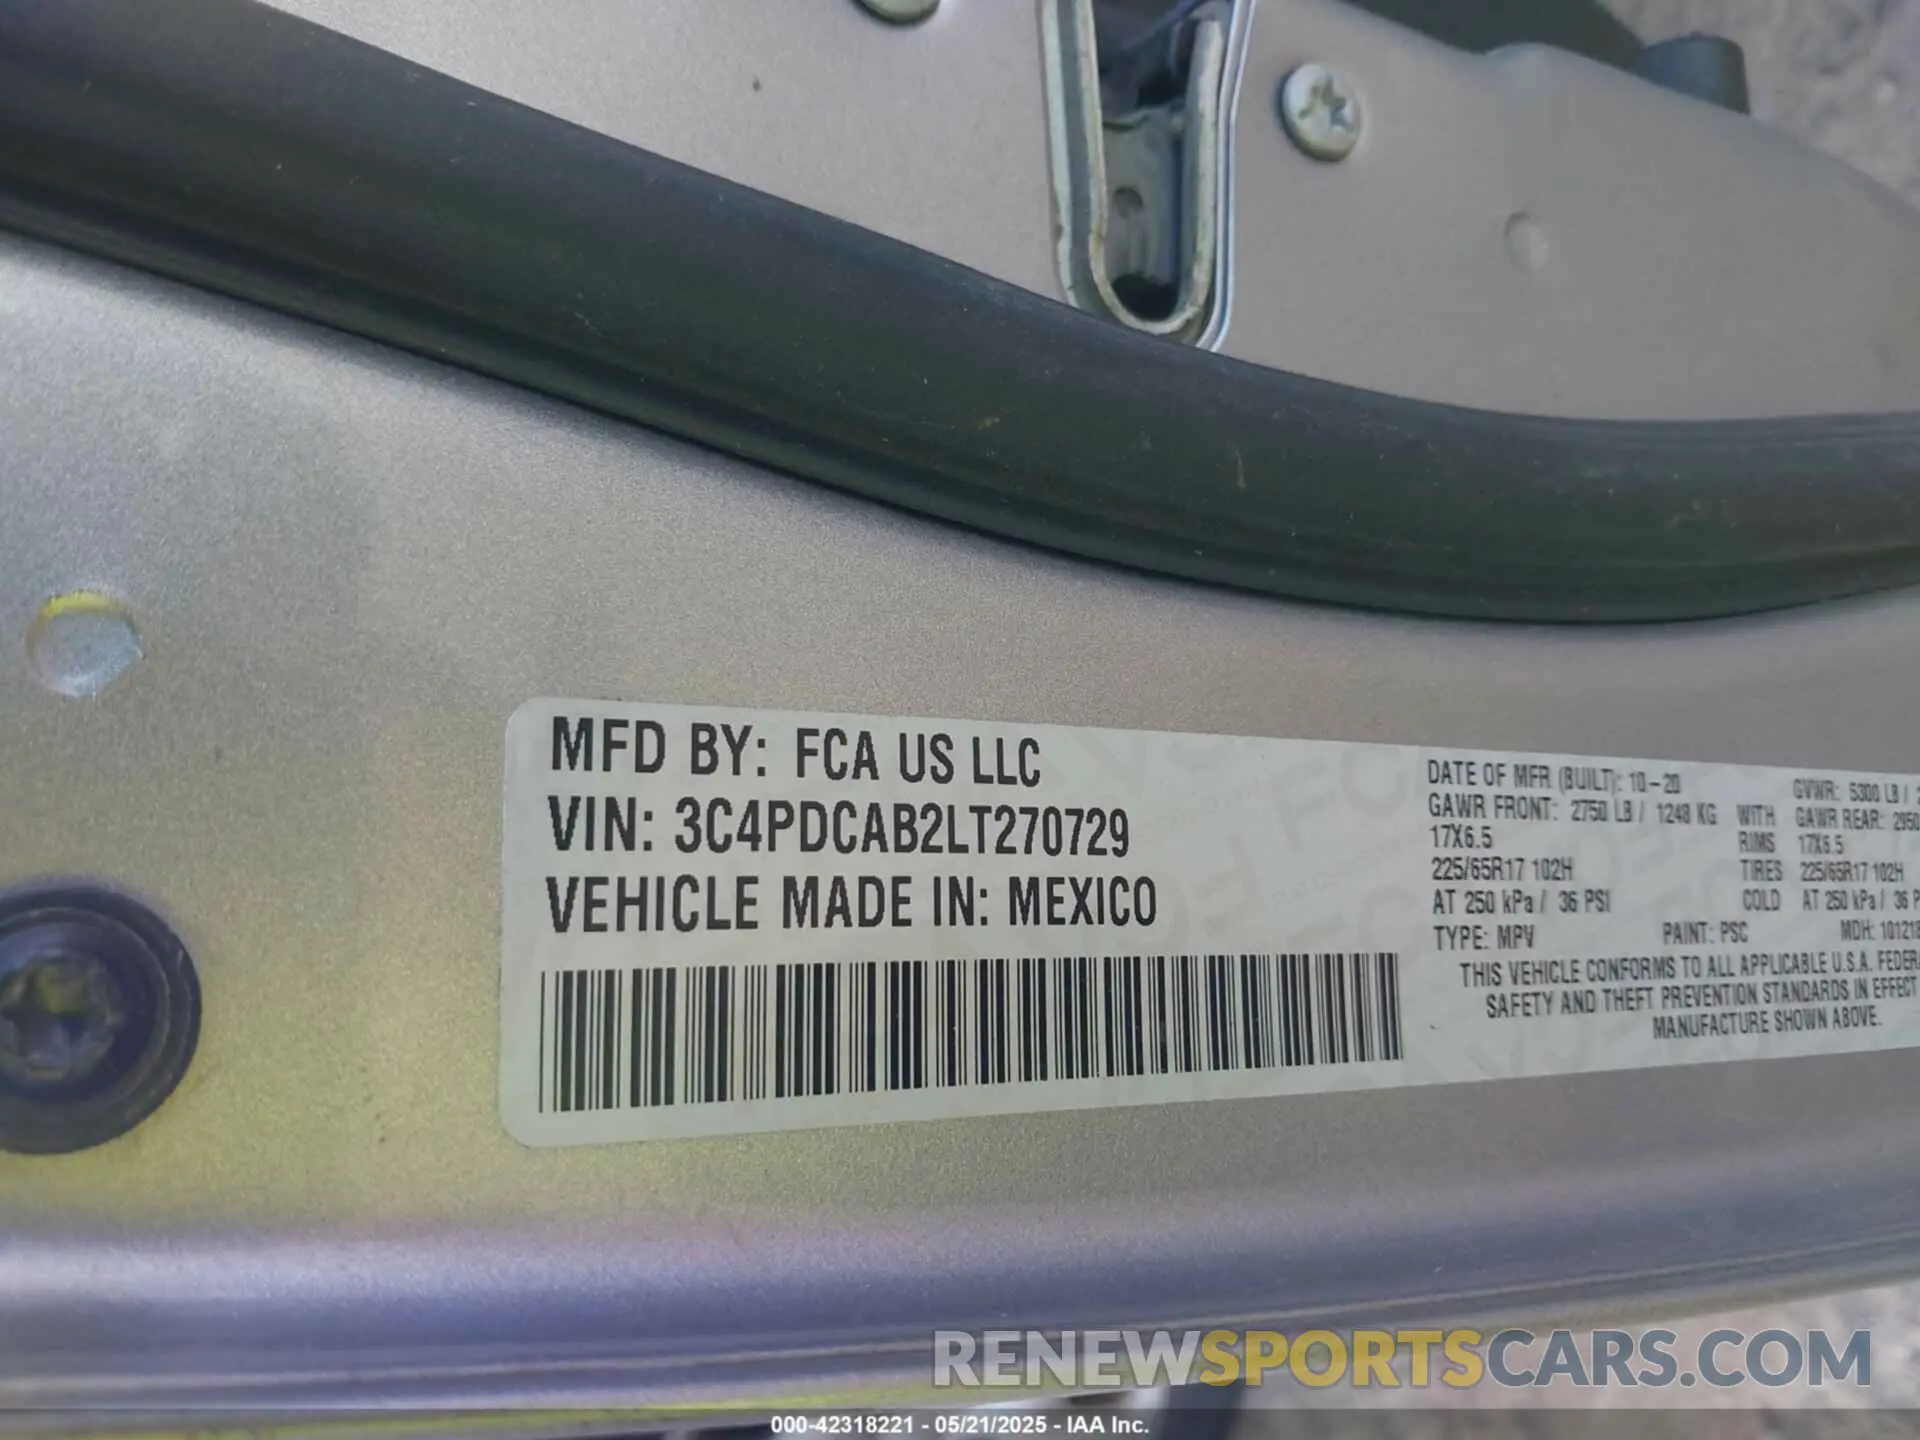 MFD BY: FCA US LLC
VIN: 3C4PDCAB2LT270729
VEHICLE MADE IN: MEXICO
DATE OF MFR (BUILT): 10-20
GVWR: 5300 LB /
GAWR FRONT: 2750 LB / 1248 KG WITH GAWR REAR: 2950
17X6.5 RIMS 17X6.5
225/65R17 102H TIRES 225/65R17 102H
AT 250 kPa / 36 PSI COLD AT 250 kPa / 36 P
TYPE: MPV PAINT: PSC MDH: 101218
THIS VEHICLE CONFORMS TO ALL APPLICABLE U.S.A. FEDERA
SAFETY AND THEFT PREVENTION STANDARDS IN EFFECT
MANUFACTURE SHOWN ABOVE.
RENEWSPORTSCARS.COM
000-42318221 - 05/21/2025 - IAA Inc.